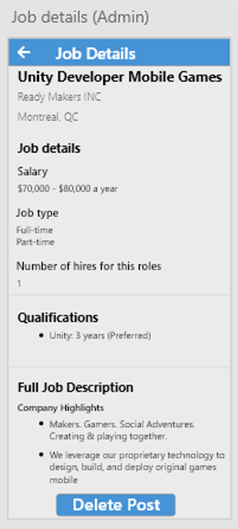 Job details (Admin)
Job Details
Unity Developer Mobile Games
Ready Makers INC
Montreal, QC
Job details
Salary
$70,000 - $80,000 a year
Job type
Full-time
Part-time
Number of hires for this roles
1
Qualifications
• Unity: 3 years (Preferred)
Full Job Description
Company Highlights
• Makers. Gamers. Social Adventures.
Creating & playing together.
• We leverage our proprietary technology to
design, build, and deploy original games
mobile
Delete Post